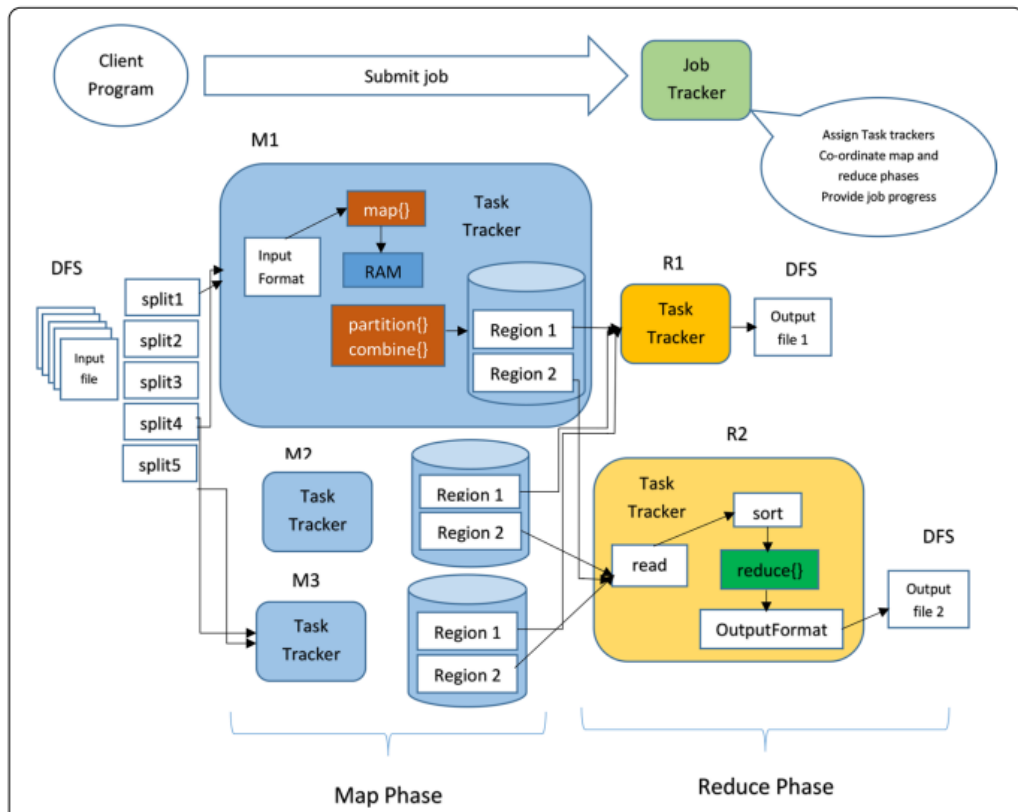 Client
Program
Submit job
Job
Tracker
Assign Task trackers
Co-ordinate map and
reduce phases
Provide job progress
M1
map{}
Task
Tracker
Input
Format
RAM
partition{}
combine{}
Region 1
Region 2
DFS
Input
file
split1
split2
split3
split4
split5
R1
Task
Tracker
DFS
Output
file 1
M2
Task
Tracker
Region 1
Region 2
M3
Task
Tracker
Region 1
Region 2
R2
Task
Tracker
read
sort
reduce{}
OutputFormat
DFS
Output
file 2
Map Phase
Reduce Phase